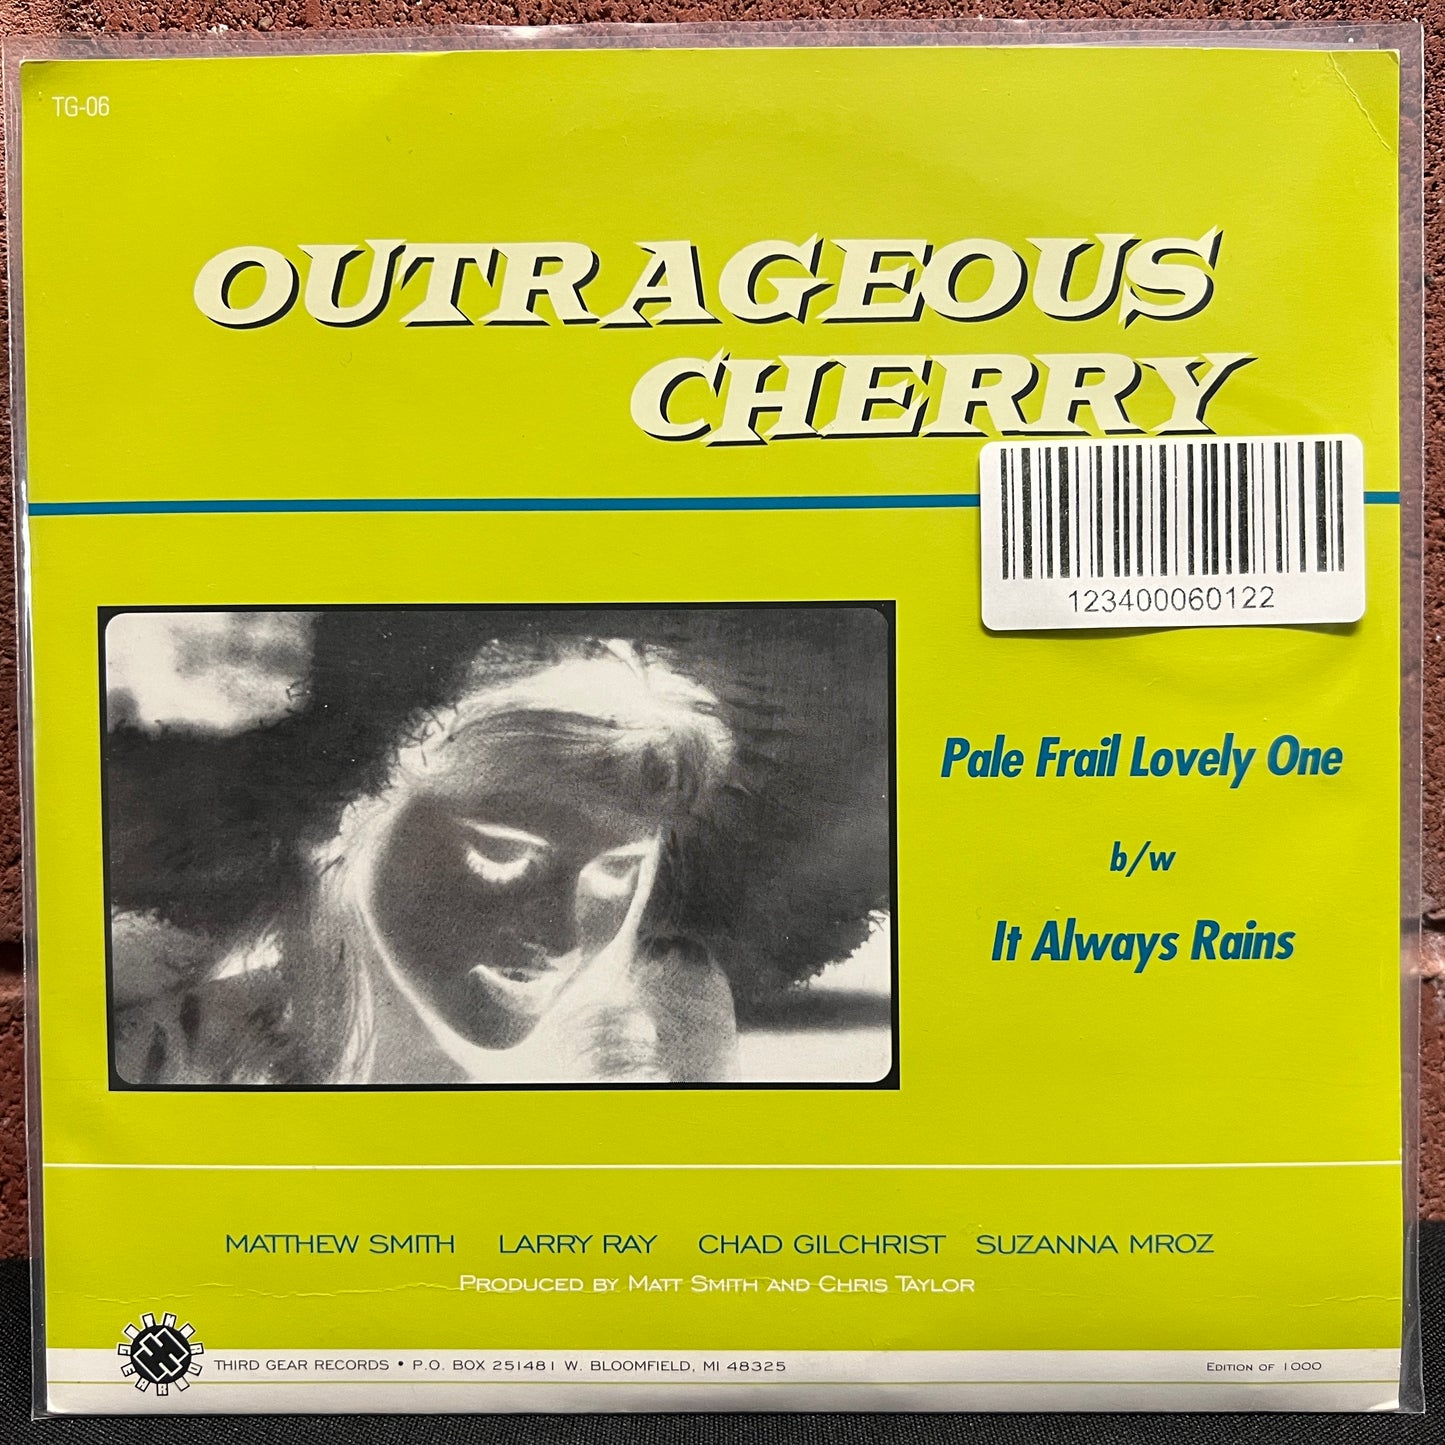 TG-06
OUTRAGEOUS
CHERRY
123400060122
Pale Frail Lovely One
b/w
It Always Rains
MATTHEW SMITH LARRY RAY CHAD GILCHRIST SUZANNA MROZ
PRODUCED BY MATT SMITH AND CHRIS TAYLOR
THIRD GEAR RECORDS • P.O. BOX 251481 W. BLOOMFIELD, MI 48325
EDITION OF 1000